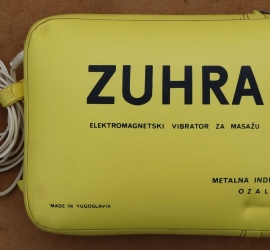 ZUHRA
ELEKTROMAGNETSKI VIBRATOR ZA MASAŽU
METALNA INDU
OZAL
MADE IN YUGOSLAVIA